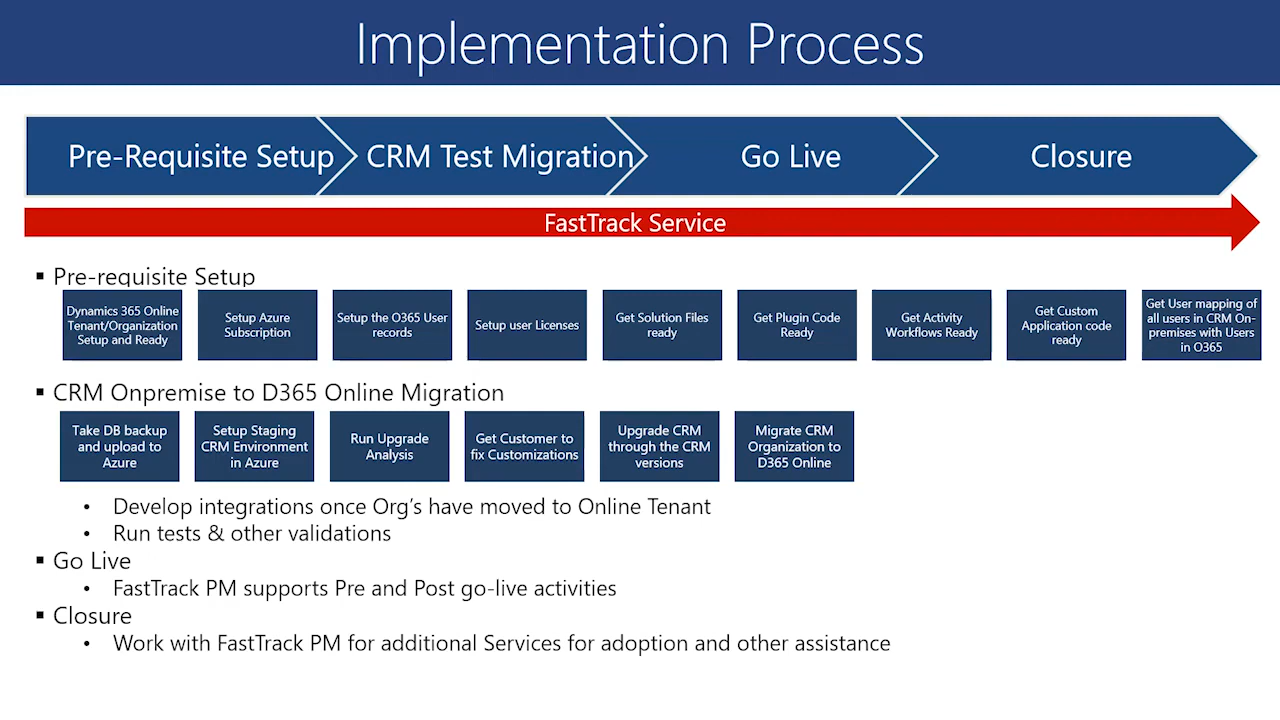 Implementation Process
Pre-Requisite Setup
CRM Test Migration
Go Live
Closure
FastTrack Service
▪ Pre-requisite Setup
Dynamics 365 Online
Tenant/Organization
Setup and Ready
Setup Azure
Subscription
Setup the O365 User
records
Setup user Licenses
Get Solution Files
ready
Get Plugin Code
Ready
Get Activity
Workflows Ready
Get Custom
Application code
ready
Get User mapping of
all users in CRM On-
premises with Users
in O365
▪ CRM Onpremise to D365 Online Migration
Take DB backup
and upload to
Azure
Setup Staging
CRM Environment
in Azure
Run Upgrade
Analysis
Get Customer to
fix Customizations
Upgrade CRM
through the CRM
versions
Migrate CRM
Organization to
D365 Online
• Develop integrations once Org’s have moved to Online Tenant
• Run tests & other validations
▪ Go Live
• FastTrack PM supports Pre and Post go-live activities
▪ Closure
• Work with FastTrack PM for additional Services for adoption and other assistance